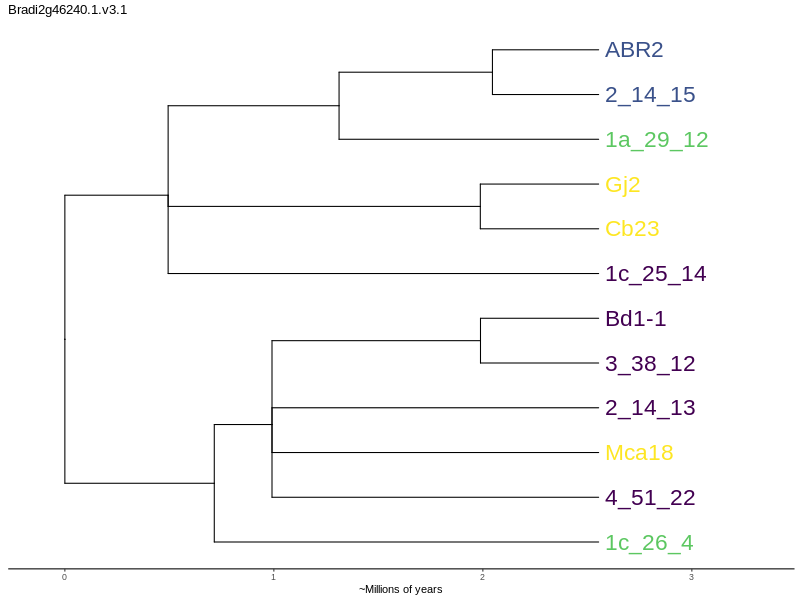 Bradi2g46240.1.v3.1
ABR2
2_14_15
1a_29_12
Gj2
Cb23
1c_25_14
Bd1-1
3_38_12
2_14_13
Mca18
4_51_22
1c_26_4
0 1 2 3
~Millions of years